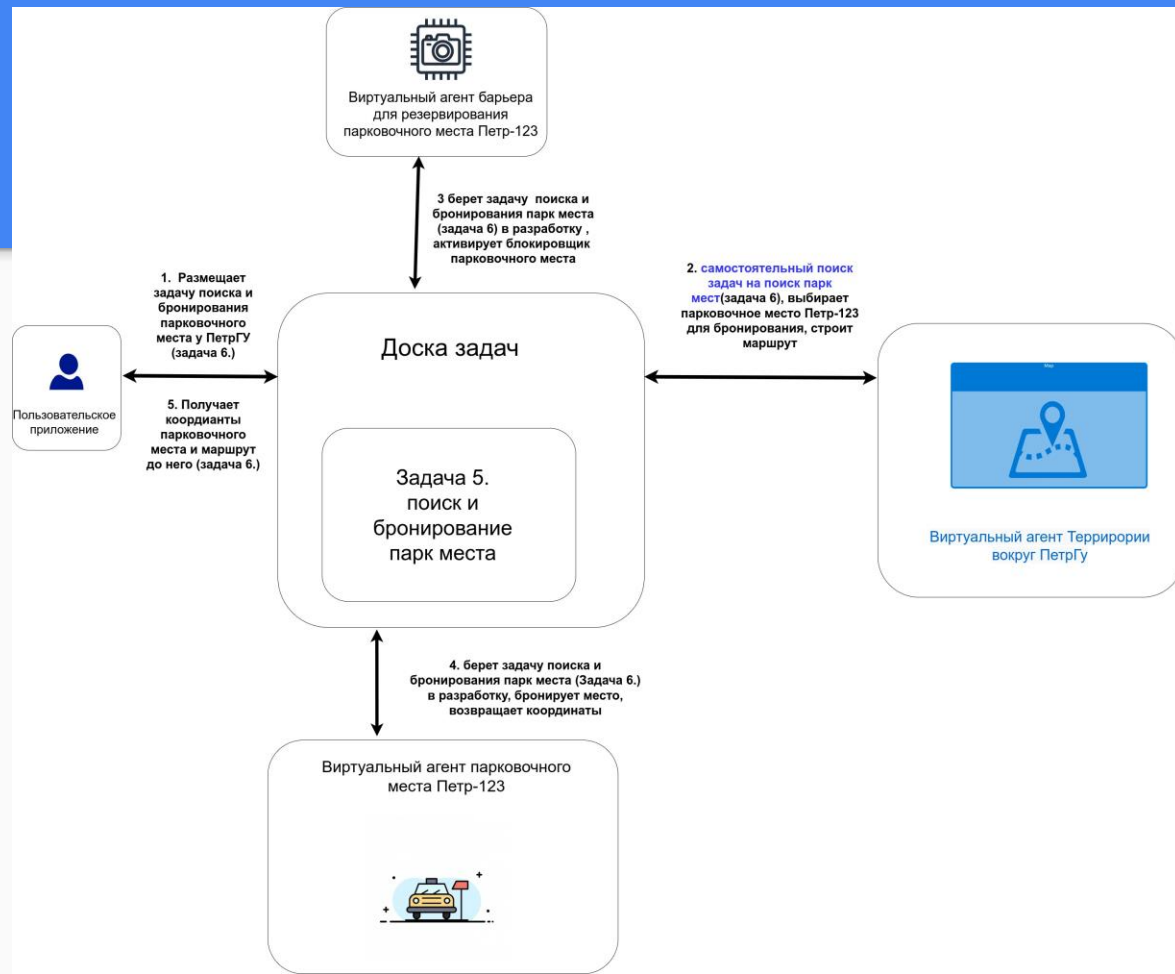 Виртуальный агент барьера
для резервирования
парковочного места Петр-123
3 берет задачу поиска и
бронирования парк места
(задача 6) в разработку ,
активирует блокировщик
парковочного места
1. Размещает
задачу поиска и
бронирования
парковочного
места у ПетрГУ
(задача 6.)
2. самостоятельный поиск
задач на поиск парк
мест(задача 6), выбирает
парковочное место Петр-123
для бронирования, строит
маршрут
Доска задач
Пользовательское
приложение
5. Получает
коордианты
парковочного
места и маршрут
до него (задача 6.)
Задача 5.
поиск и
бронирование
парк места
Виртуальный агент Террирории
вокруг ПетрГу
4. берет задачу поиска и
бронирования парк места (Задача 6.)
в разработку, бронирует место,
возвращает координаты
Виртуальный агент парковочного
места Петр-123